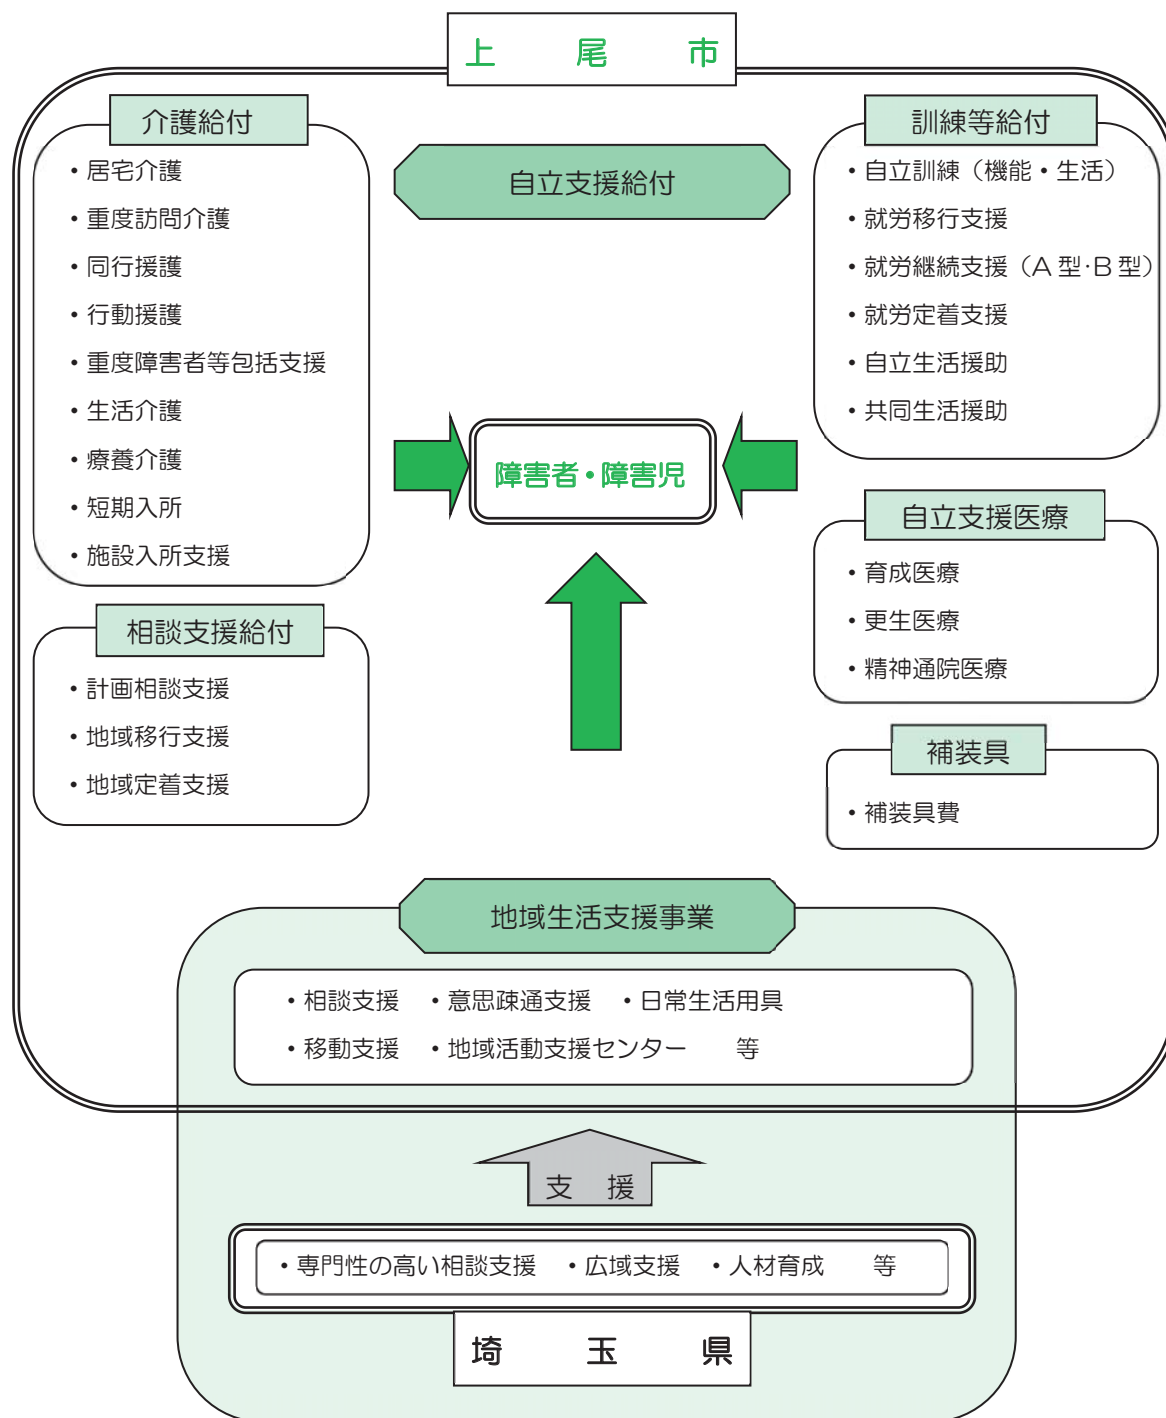 上 尾 市
介護給付
・居宅介護
・重度訪問介護
・同行援護
・行動援護
・重度障害者等包括支援
・生活介護
・療養介護
・短期入所
・施設入所支援
相談支援給付
・計画相談支援
・地域移行支援
・地域定着支援
自立支援給付
障害者・障害児
訓練等給付
・自立訓練（機能・生活）
・就労移行支援
・就労継続支援（A型・B型）
・就労定着支援
・自立生活援助
・共同生活援助
自立支援医療
・育成医療
・更生医療
・精神通院医療
補装具
・補装具費
地域生活支援事業
・相談支援 ・意思疎通支援 ・日常生活用具
・移動支援 ・地域活動支援センター 等
支 援
・専門性の高い相談支援 ・広域支援 ・人材育成 等
埼 玉 県